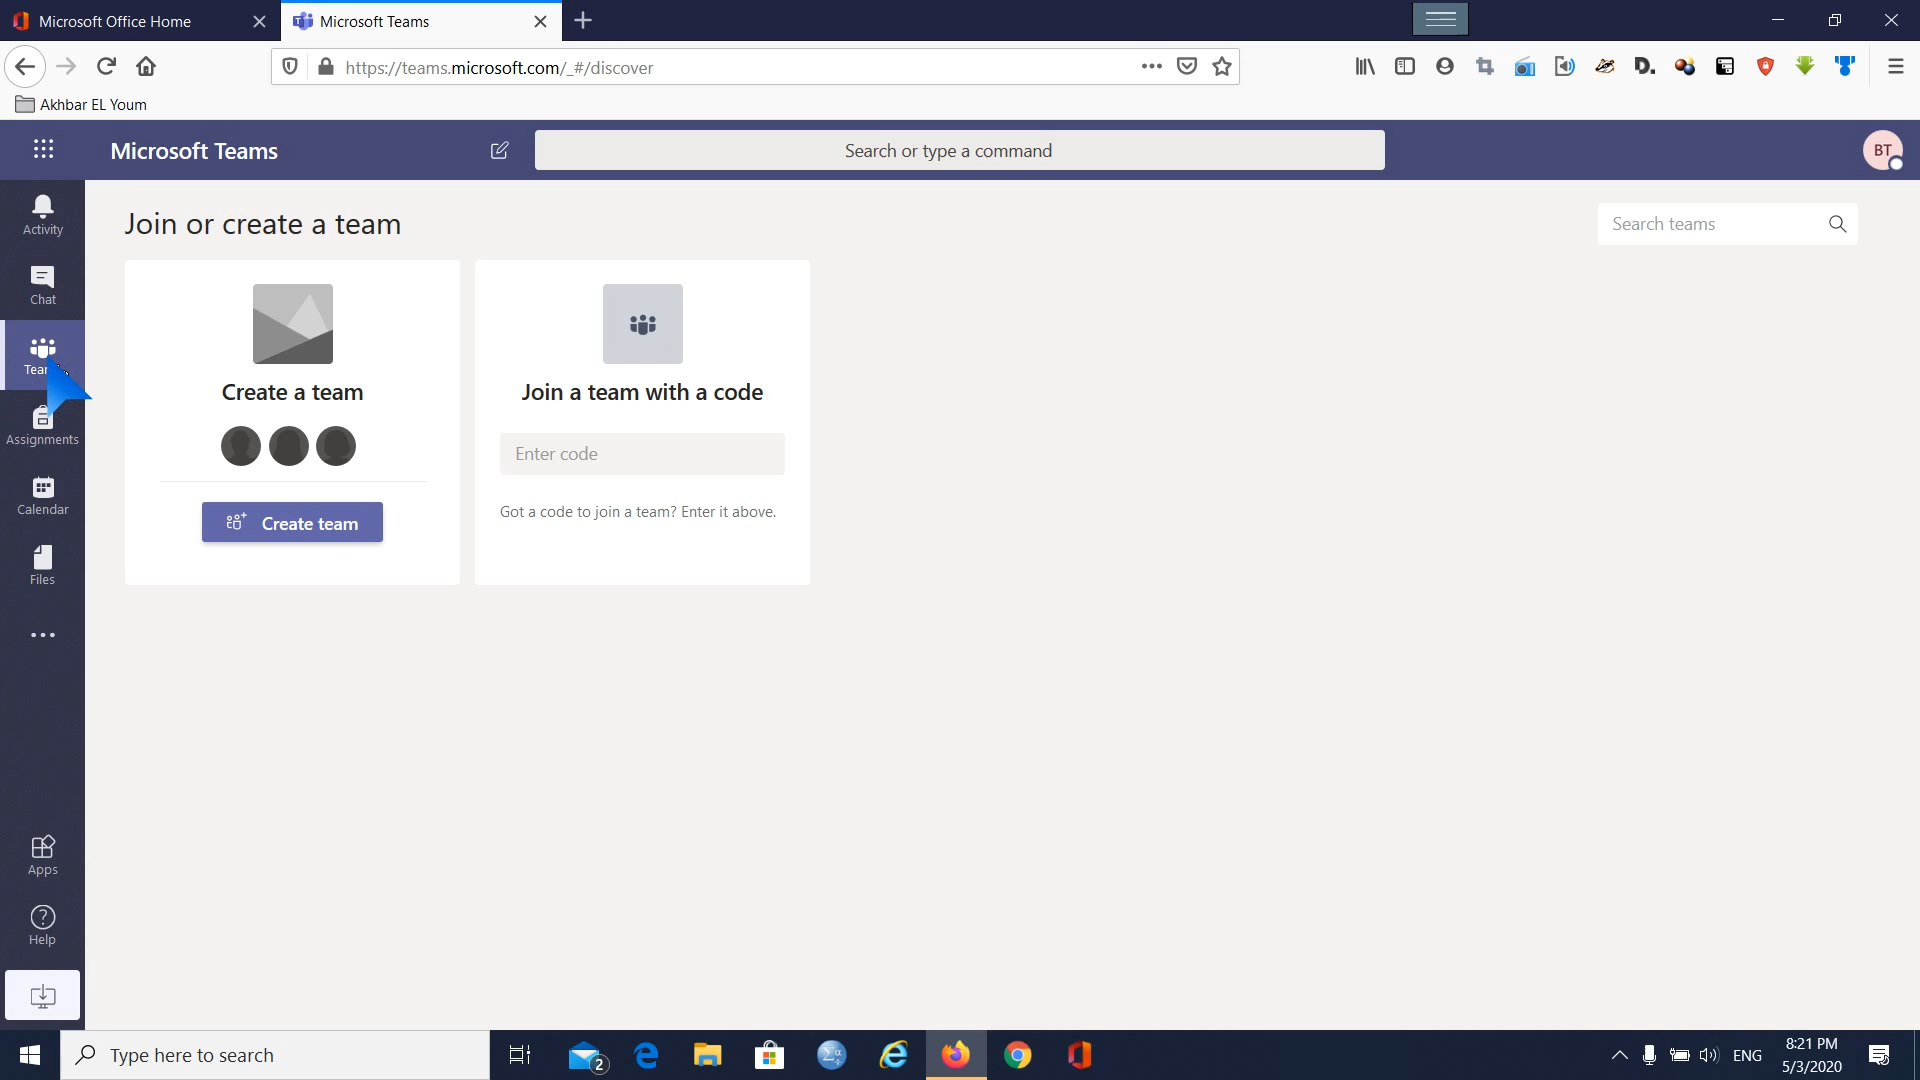 Microsoft Office Home
Microsoft Teams
https://teams.microsoft.com/_#/discover
Akhbar EL Youm
Microsoft Teams
Search or type a command
BT
Activity
Chat
Assignments
Calendar
Files
Apps
Help
Join or create a team
Search teams
Create a team
Create team
Join a team with a code
Enter code
Got a code to join a team? Enter it above.
Type here to search
2
ENG
8:21 PM
5/3/2020